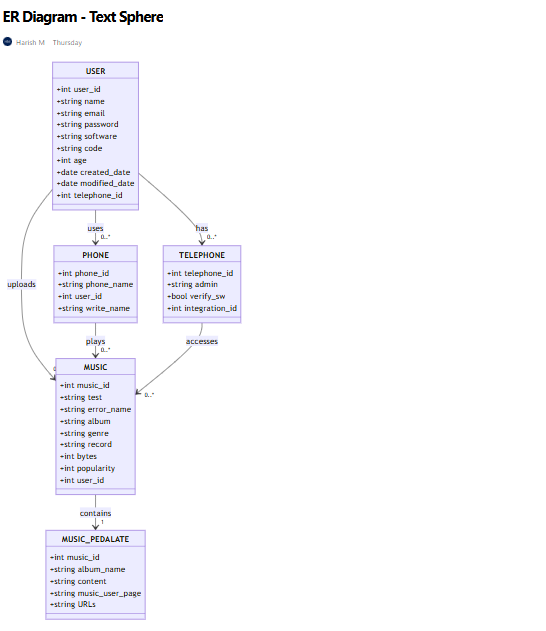 ER Diagram - Text Sphere
Harish M Thursday
USER
+int user_id
+string name
+string email
+string password
+string software
+string code
+int age
+date created_date
+date modified_date
+int telephone_id
uses
has
0..*
0..*
PHONE
+int phone_id
+string phone_name
+int user_id
+string write_name
TELEPHONE
+int telephone_id
+string admin
+bool verify_sw
+int integration_id
uploads
plays
accesses
0..*
0..*
MUSIC
+int music_id
+string test
+string error_name
+string album
+string genre
+string record
+int bytes
+int popularity
+int user_id
contains
1
MUSIC_PEDALATE
+int music_id
+string album_name
+string content
+string music_user_page
+string URLs